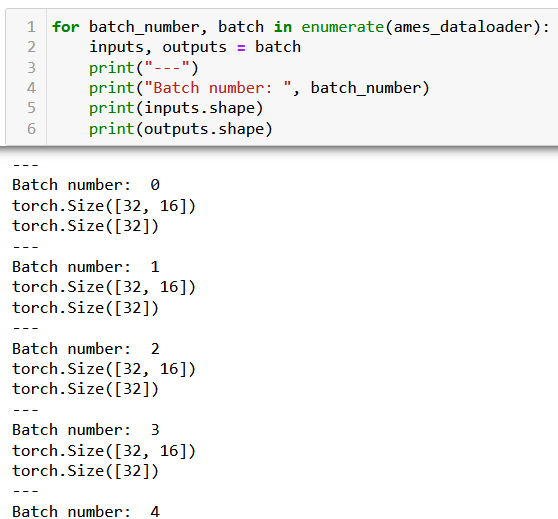 1 for batch_number, batch in enumerate(ames_dataloader):
2     inputs, outputs = batch
3     print("---")
4     print("Batch number: ", batch_number)
5     print(inputs.shape)
6     print(outputs.shape)
---
Batch number:  0
torch.Size([32, 16])
torch.Size([32])
---
Batch number:  1
torch.Size([32, 16])
torch.Size([32])
---
Batch number:  2
torch.Size([32, 16])
torch.Size([32])
---
Batch number:  3
torch.Size([32, 16])
torch.Size([32])
---
Batch number:  4